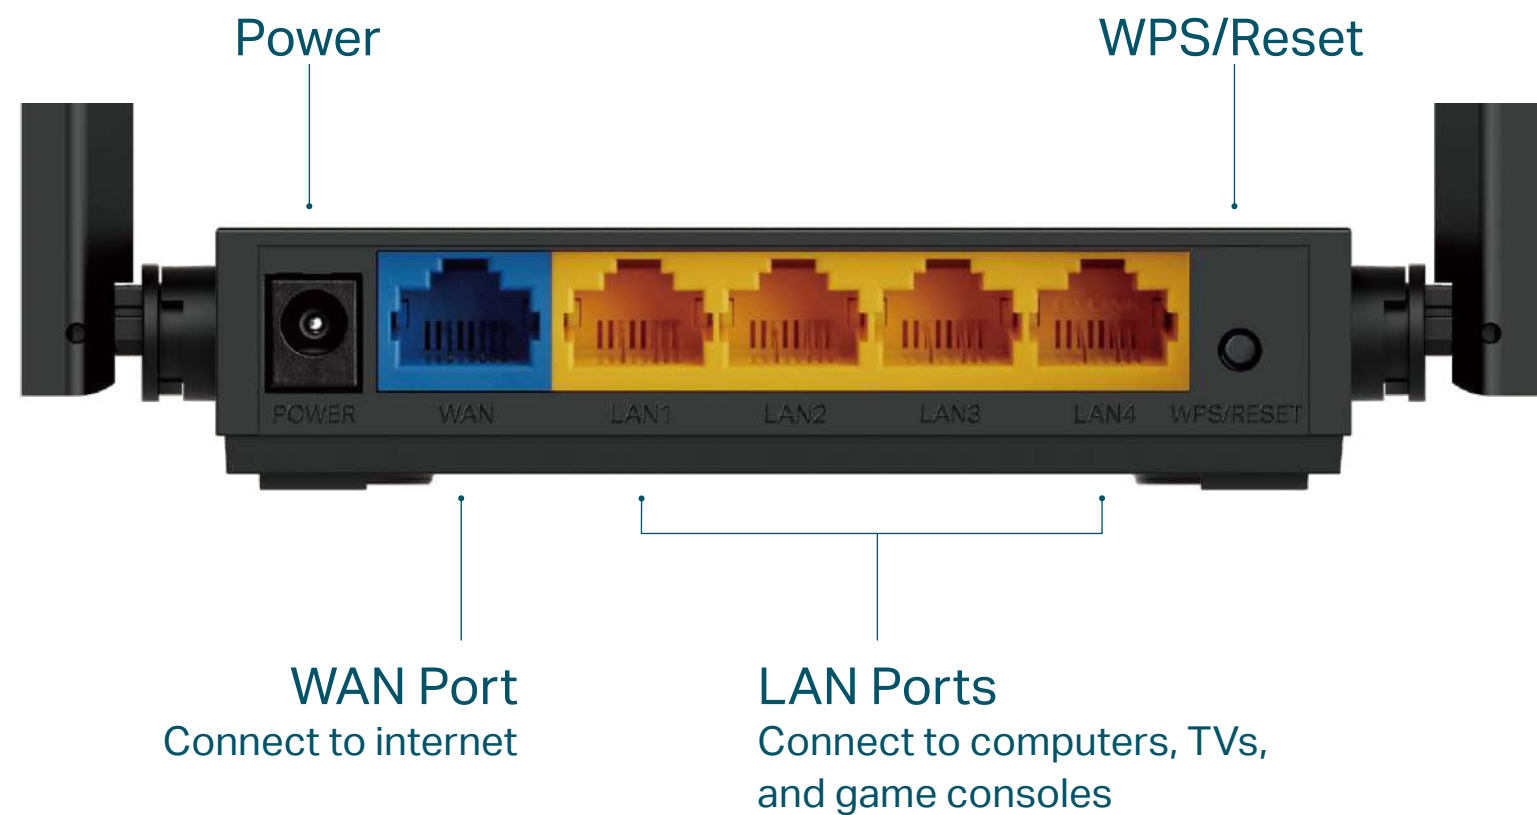 Power
WPS/Reset
POWER
WAN
LAN1
LAN2
LAN3
LAN4
WPS/RESET
WAN Port
Connect to internet
LAN Ports
Connect to computers, TVs,
and game consoles